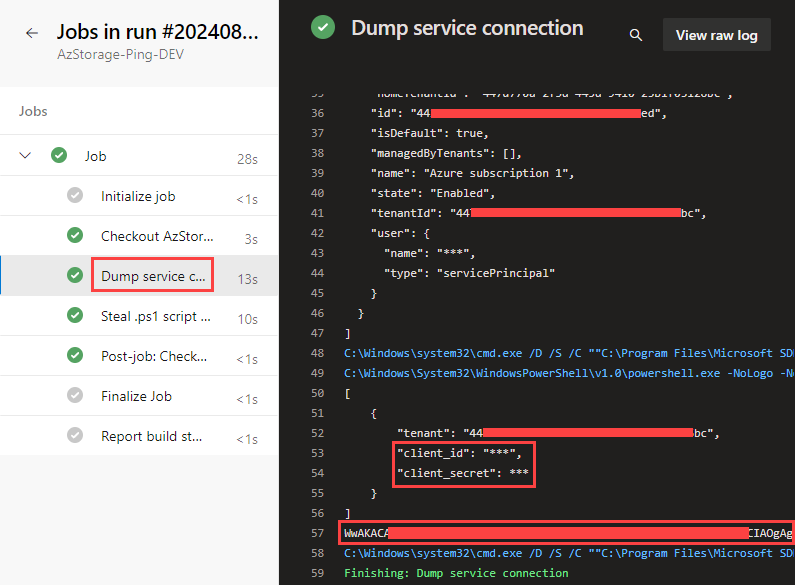 Jobs in run #202408...
AzStorage-Ping-DEV
Jobs
Job
28s
Initialize job
<1s
Checkout AzStor...
3s
Dump service c...
13s
Steal .ps1 script ...
10s
Post-job: Check...
<1s
Finalize Job
<1s
Report build st...
<1s
Dump service connection
View raw log
36 "id": "44 ed",
37 "isDefault": true,
38 "managedByTenants": [],
39 "name": "Azure subscription 1",
40 "state": "Enabled",
41 "tenantId": "44 bc",
42 "user": {
43 "name": "***",
44 "type": "servicePrincipal"
45 }
46 }
47 ]
48 C:\Windows\system32\cmd.exe /D /S /C ""C:\Program Files\Microsoft SD
49 C:\Windows\System32\WindowsPowerShell\v1.0\powershell.exe -NoLogo -N
50 [
51 {
52 "tenant": "44 bc",
53 "client_id": "***",
54 "client_secret": ***
55 }
56 ]
57 WwAKACA CIAOgAg
58 C:\Windows\system32\cmd.exe /D /S /C ""C:\Program Files\Microsoft SD
59 Finishing: Dump service connection